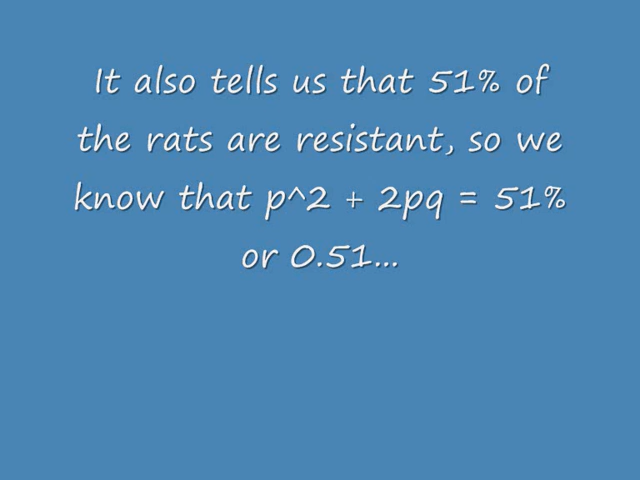 It also tells us that 51% of
the rats are resistant, so we
know that p^2 + 2pq = 51%
or 0.51...